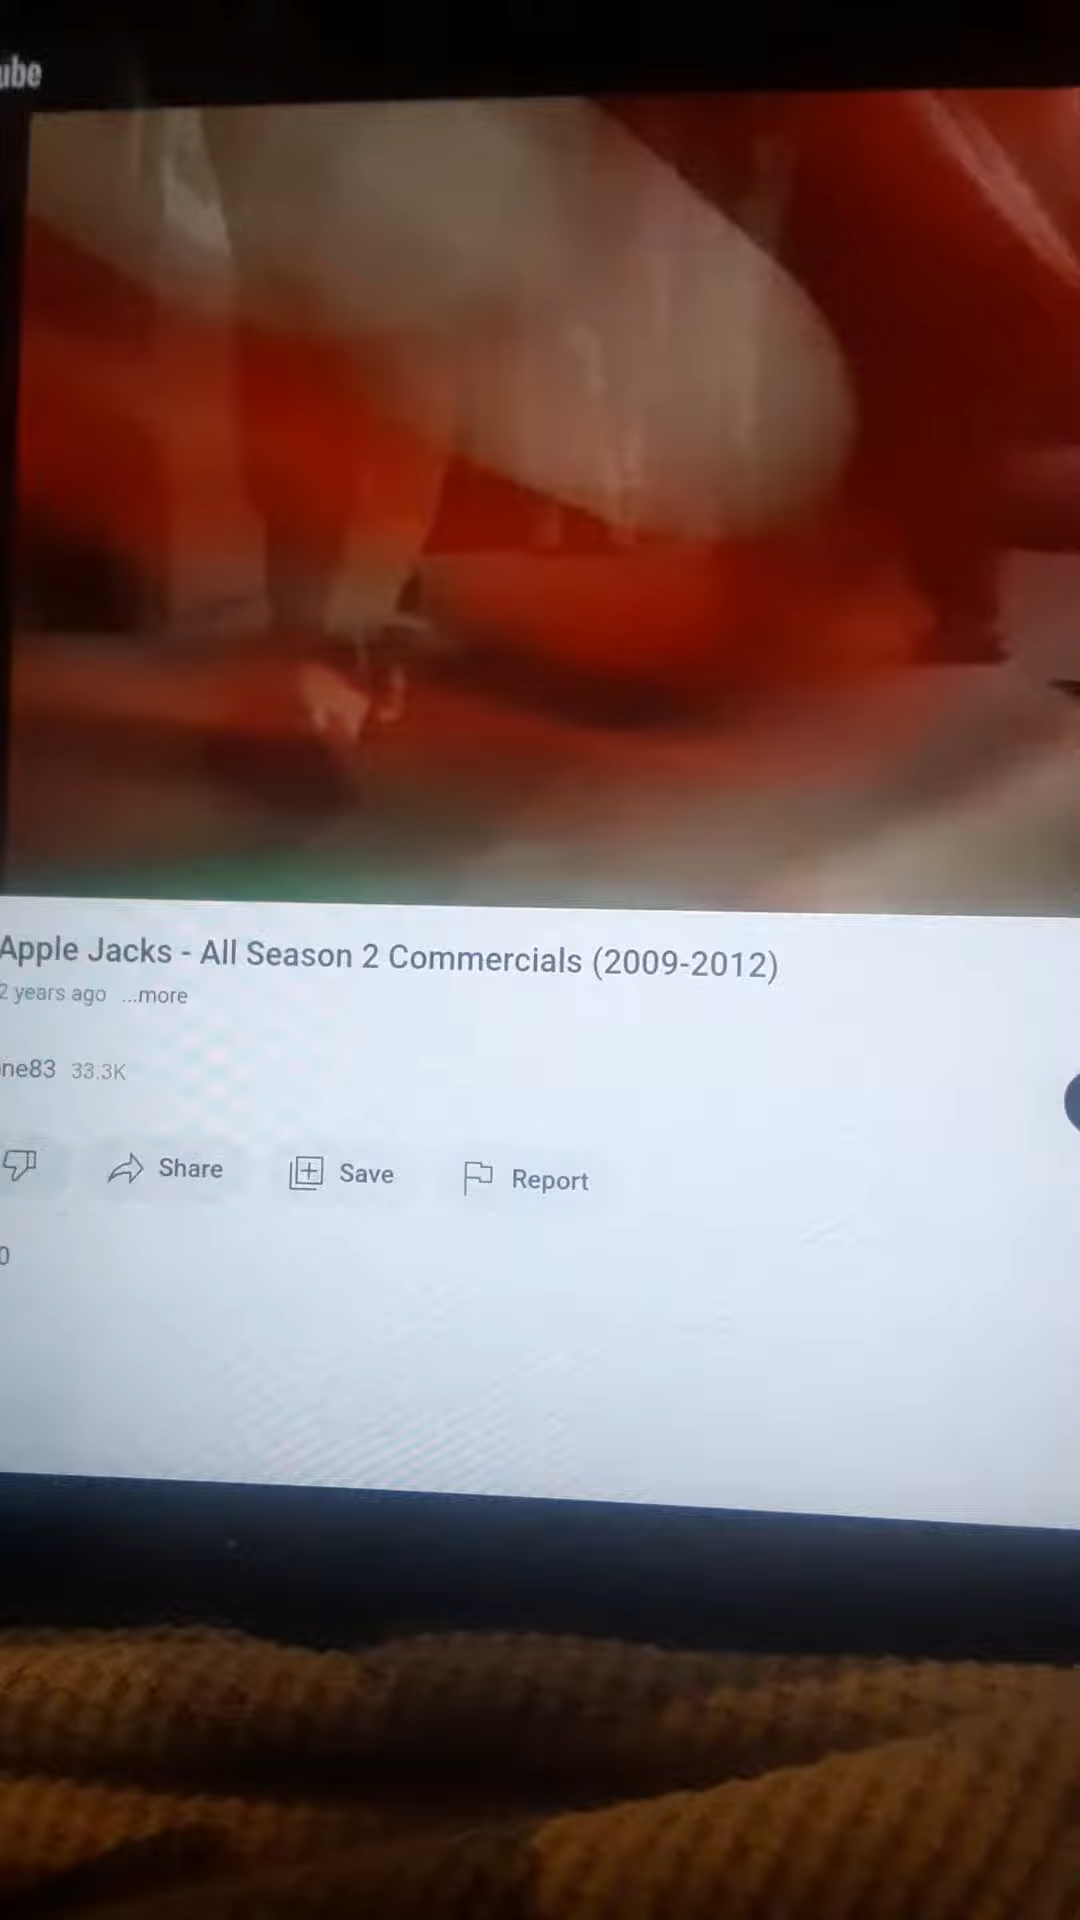 ube
Apple Jacks - All Season 2 Commercials (2009-2012)
2 years ago ...more
ne83 33.3K
Share Save Report
0